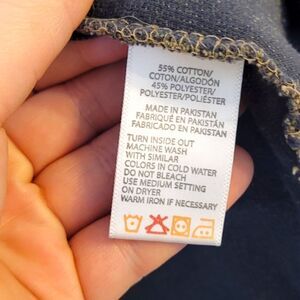 55% COTTON/
COTON/ALGODÓN
45% POLYESTER/
POLYESTER/POLIÉSTER
MADE IN PAKISTAN
FABRIQUÉ EN PAKISTAN
FABRICADO EN PAKISTÁN
TURN INSIDE OUT
MACHINE WASH
WITH SIMILAR
COLORS IN COLD WATER
DO NOT BLEACH
USE MEDIUM SETTING
ON DRYER
WARM IRON IF NECESSARY